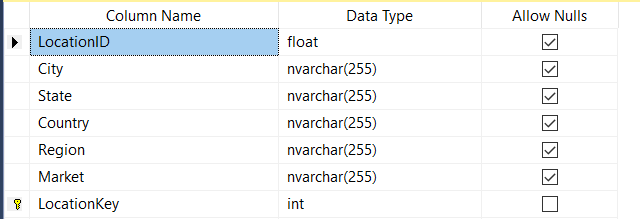 Column Name Data Type Allow Nulls
LocationID float
City nvarchar(255)
State nvarchar(255)
Country nvarchar(255)
Region nvarchar(255)
Market nvarchar(255)
LocationKey int